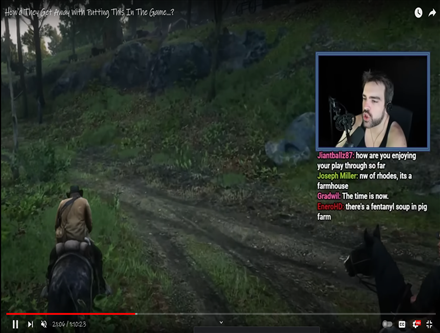 How'd They Get Away With Putting This In The Game...?
Jiantballz87: how are you enjoying
your play through so far
Joseph Miller: nw of rhodes, its a
farmhouse
Gradwil: The time is now.
there's a fentanyl soup in pig
farm